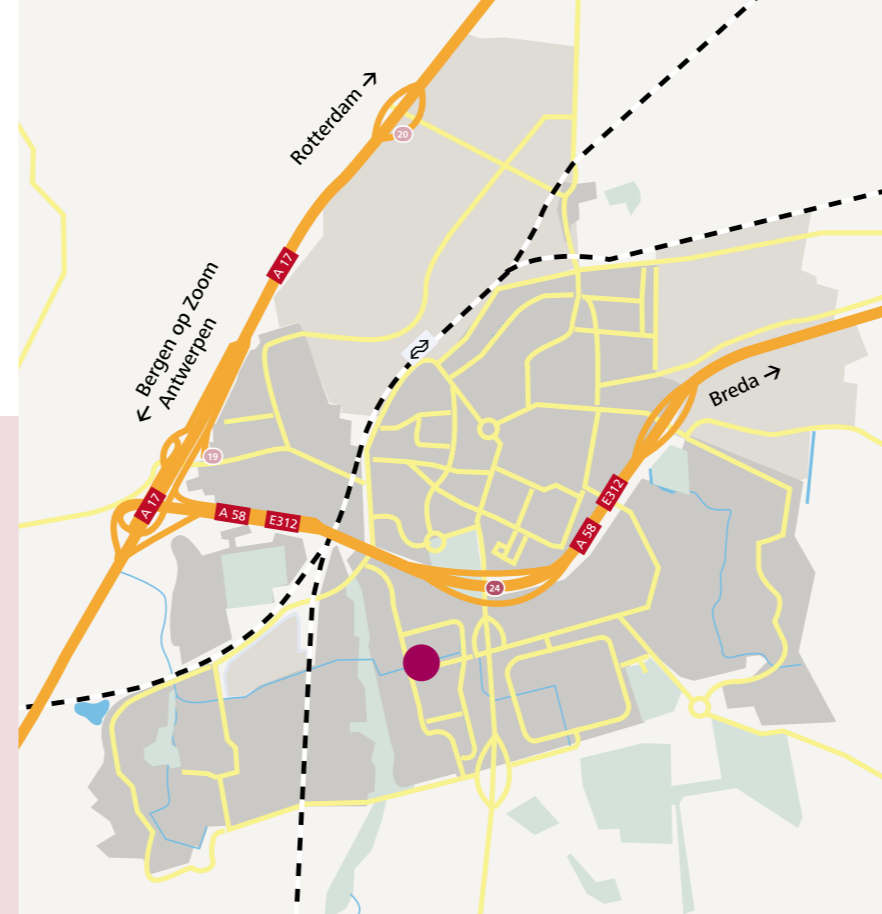 Rotterdam →
20
A 17
Bergen op Zoom
← Antwerpen
Breda →
19
A 17
A 58
E312
E312
A 58
24